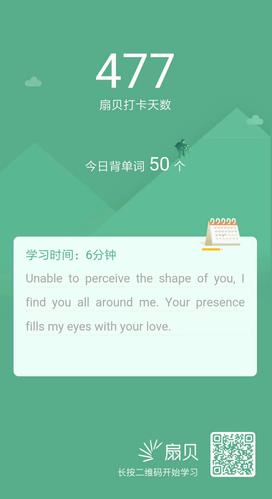 477
扇贝打卡天数
今日背单词 50 个
学习时间：6分钟
Unable to perceive the shape of you, I
find you all around me. Your presence
fills my eyes with your love.
扇贝
长按二维码开始学习